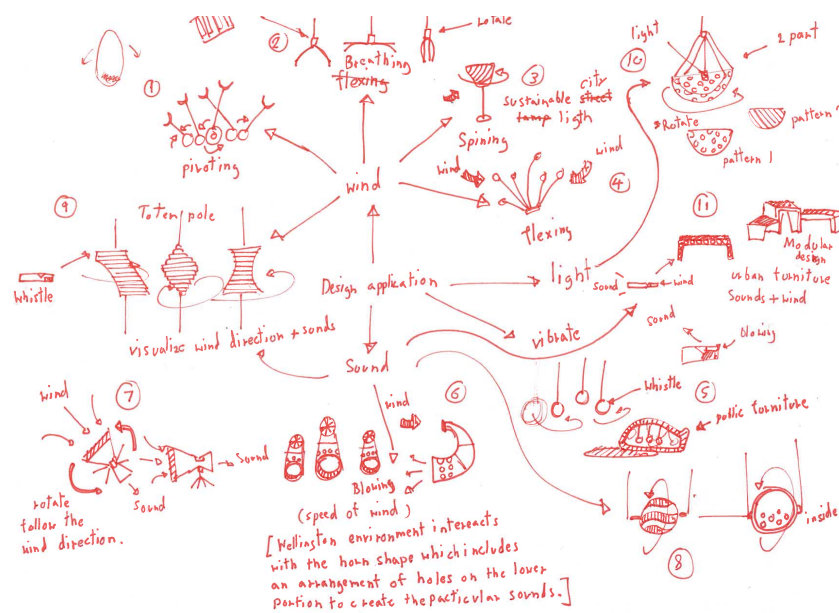 ②
rotate
Breathing
flexing
①
pivoting
③
city
sustainable street
lamp ligth
Spining
wind
wind
④
flexing
light
⑩
2 part
Rotate
pattern 1
pattern
wind
⑨
Totem pole
whistle
visualize wind direction + sonds
Design application
light
sound
wind
⑪
Modular
design
urban furniture
Sounds + wind
vibrate
sound
blowing
Sound
whistle
⑤
public furniture
⑦
wind
sound
sound
rotate
follow the
wind direction.
⑥
wind
Blowing
(speed of wind)
[Wellington environment intereacts
with the horn shape which includes
an arrangement of holes on the lower
portion to create the particular sounds.]
inside
⑧